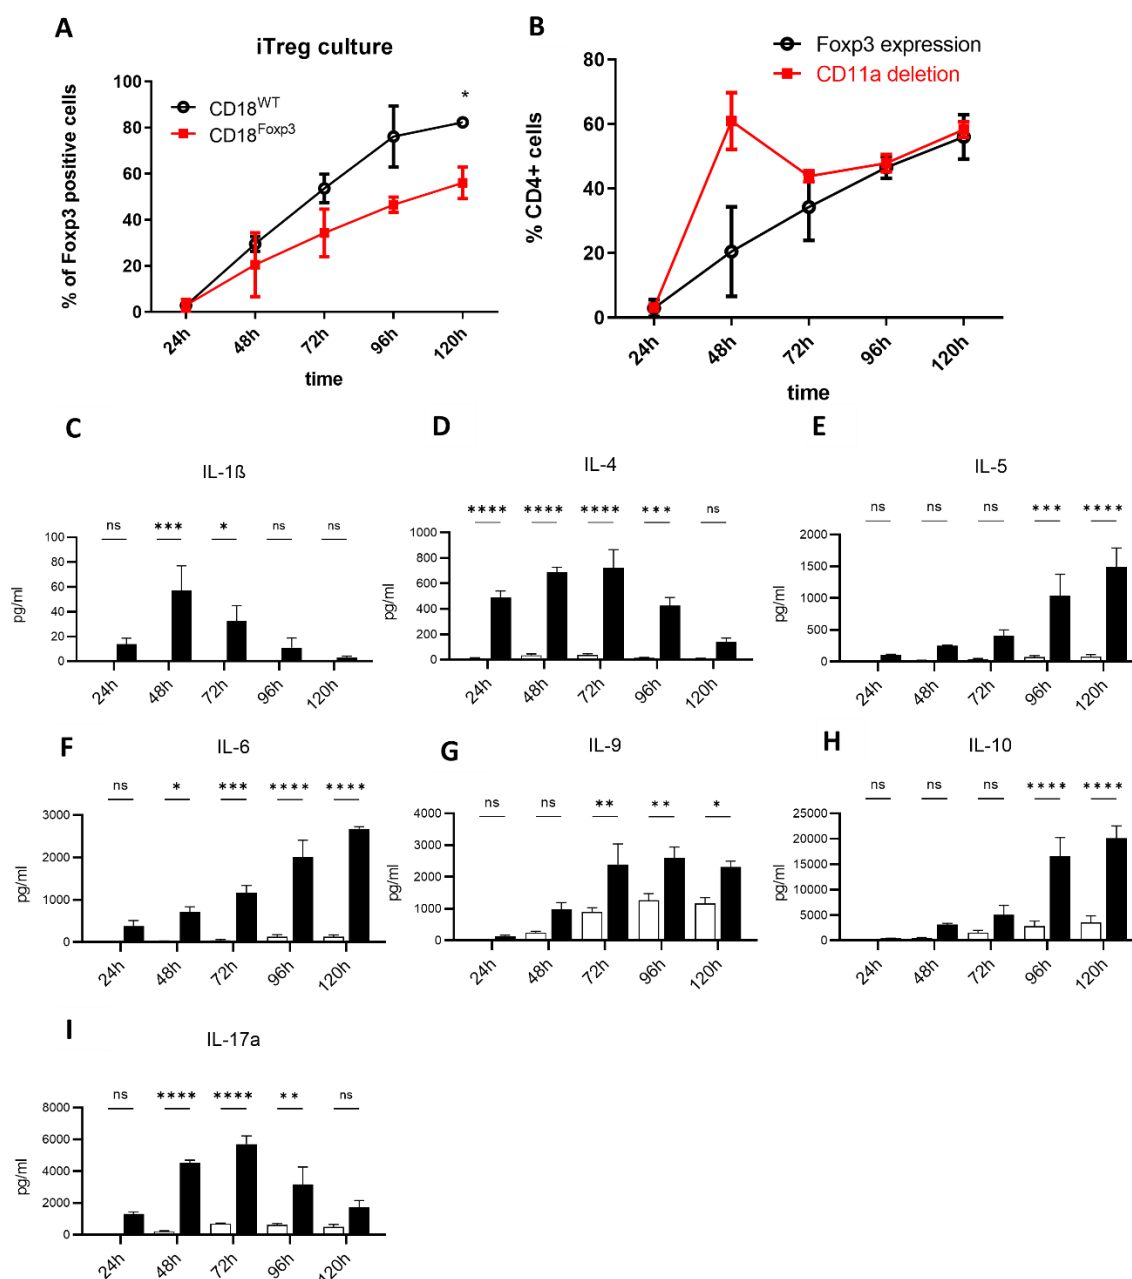 A
iTreg culture
% of Foxp3 positive cells
100
80
60
40
20
0
CD18WT
CD18Foxp3
*
24h
48h
72h
96h
120h
time
B
Foxp3 expression
CD11a deletion
% CD4+ cells
80
60
40
20
0
24h
48h
72h
96h
120h
time
C
IL-1ß
ns
***
*
ns
ns
pg/ml
100
80
60
40
20
0
24h
48h
72h
96h
120h
D
IL-4
****
****
****
***
ns
pg/ml
1000
800
600
400
200
0
24h
48h
72h
96h
120h
E
IL-5
ns
ns
ns
***
****
pg/ml
2000
1500
1000
500
0
24h
48h
72h
96h
120h
F
IL-6
ns
*
***
****
****
pg/ml
3000
2000
1000
0
24h
48h
72h
96h
120h
G
IL-9
ns
ns
**
**
*
pg/ml
4000
3000
2000
1000
0
24h
48h
72h
96h
120h
H
IL-10
ns
ns
ns
****
****
pg/ml
25000
20000
15000
10000
5000
0
24h
48h
72h
96h
120h
I
IL-17a
ns
****
****
**
ns
pg/ml
8000
6000
4000
2000
0
24h
48h
72h
96h
120h